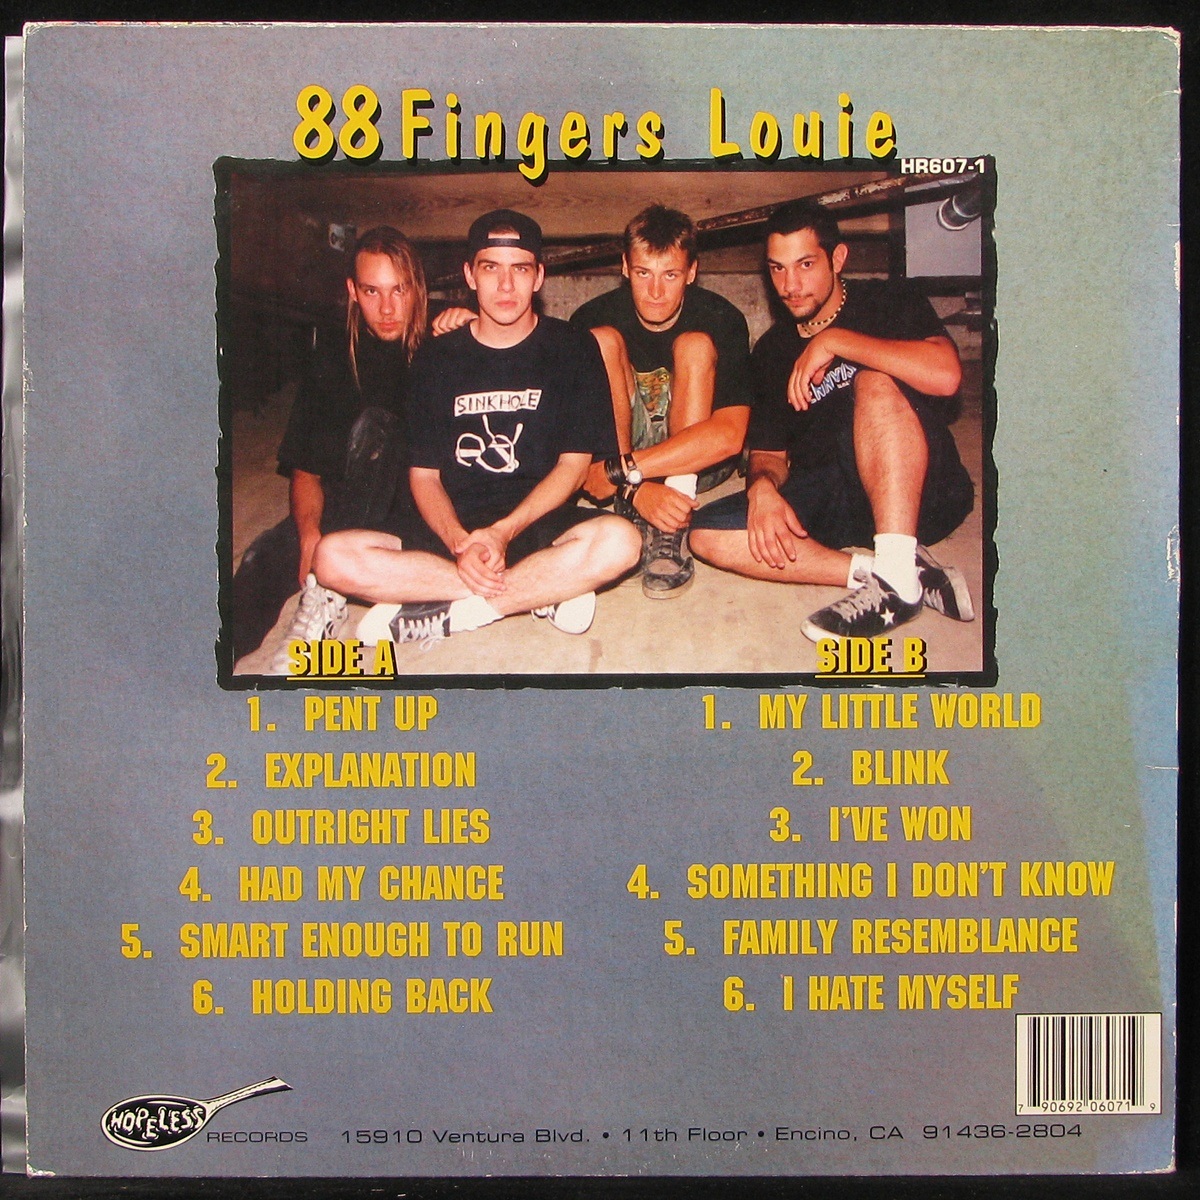 88 Fingers Louie
HR607-1
SINKHOLE
SIDE A
1. PENT UP
2. EXPLANATION
3. OUTRIGHT LIES
4. HAD MY CHANCE
5. SMART ENOUGH TO RUN
6. HOLDING BACK
SIDE B
1. MY LITTLE WORLD
2. BLINK
3. I'VE WON
4. SOMETHING I DON'T KNOW
5. FAMILY RESEMBLANCE
6. I HATE MYSELF
7 90692 06071 9
HOPELESS RECORDS 15910 Ventura Blvd. • 11th Floor • Encino, CA 91436-2804